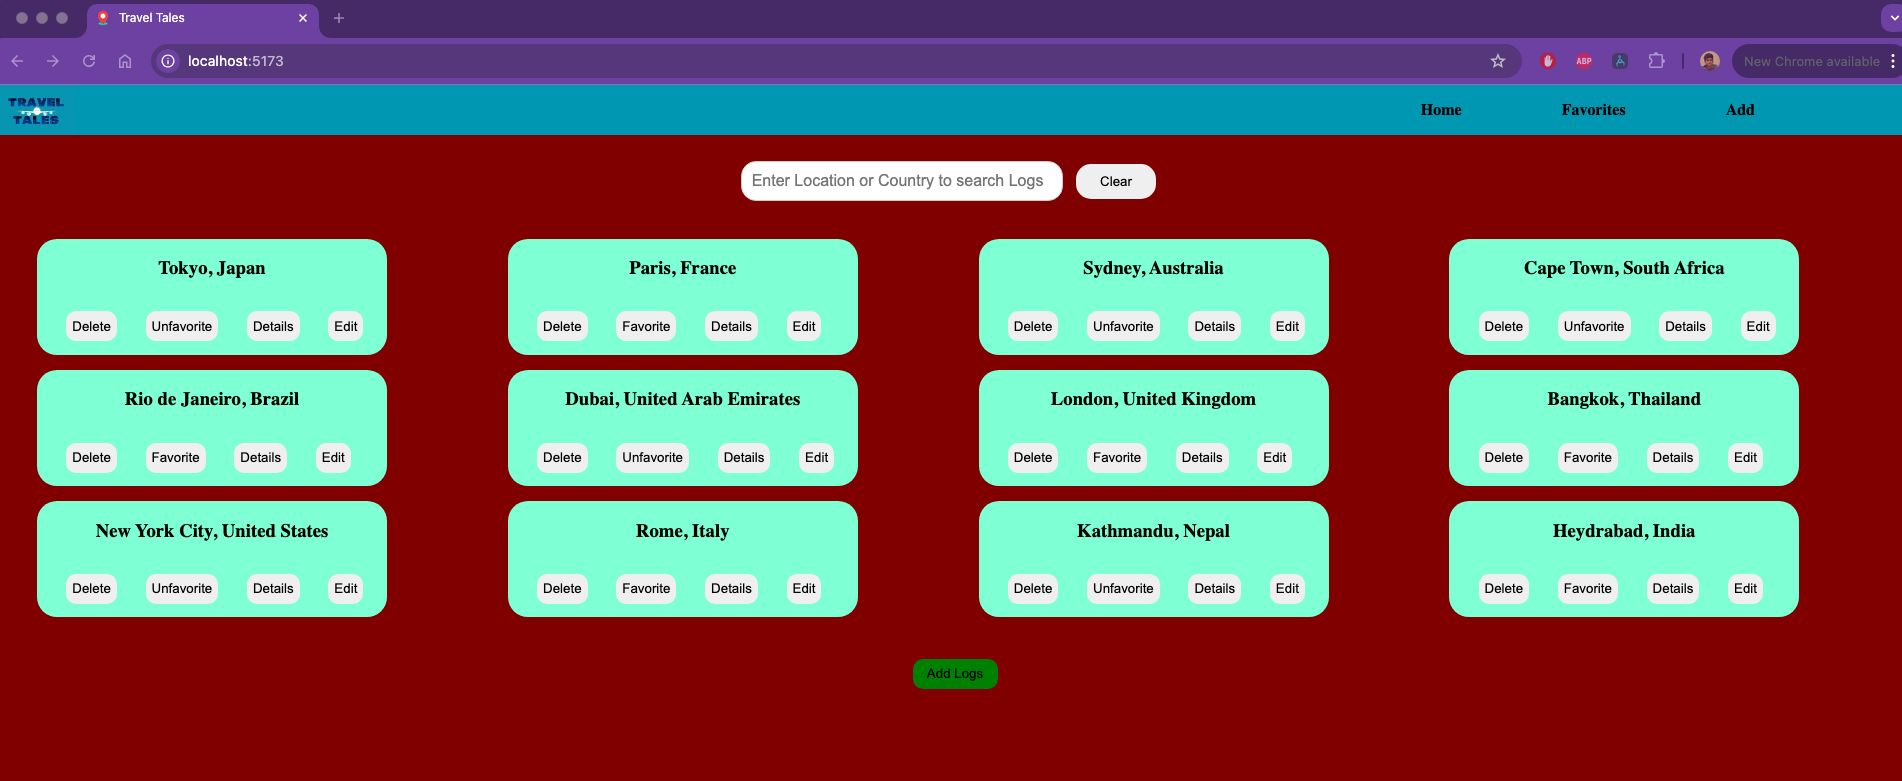 Travel Tales
localhost:5173
ABP
New Chrome available
TRAVEL
TALES
Home Favorites Add
Enter Location or Country to search Logs Clear
Tokyo, Japan
Delete Unfavorite Details Edit
Paris, France
Delete Favorite Details Edit
Sydney, Australia
Delete Unfavorite Details Edit
Cape Town, South Africa
Delete Unfavorite Details Edit
Rio de Janeiro, Brazil
Delete Favorite Details Edit
Dubai, United Arab Emirates
Delete Unfavorite Details Edit
London, United Kingdom
Delete Favorite Details Edit
Bangkok, Thailand
Delete Favorite Details Edit
New York City, United States
Delete Unfavorite Details Edit
Rome, Italy
Delete Favorite Details Edit
Kathmandu, Nepal
Delete Unfavorite Details Edit
Heydrabad, India
Delete Favorite Details Edit
Add Logs